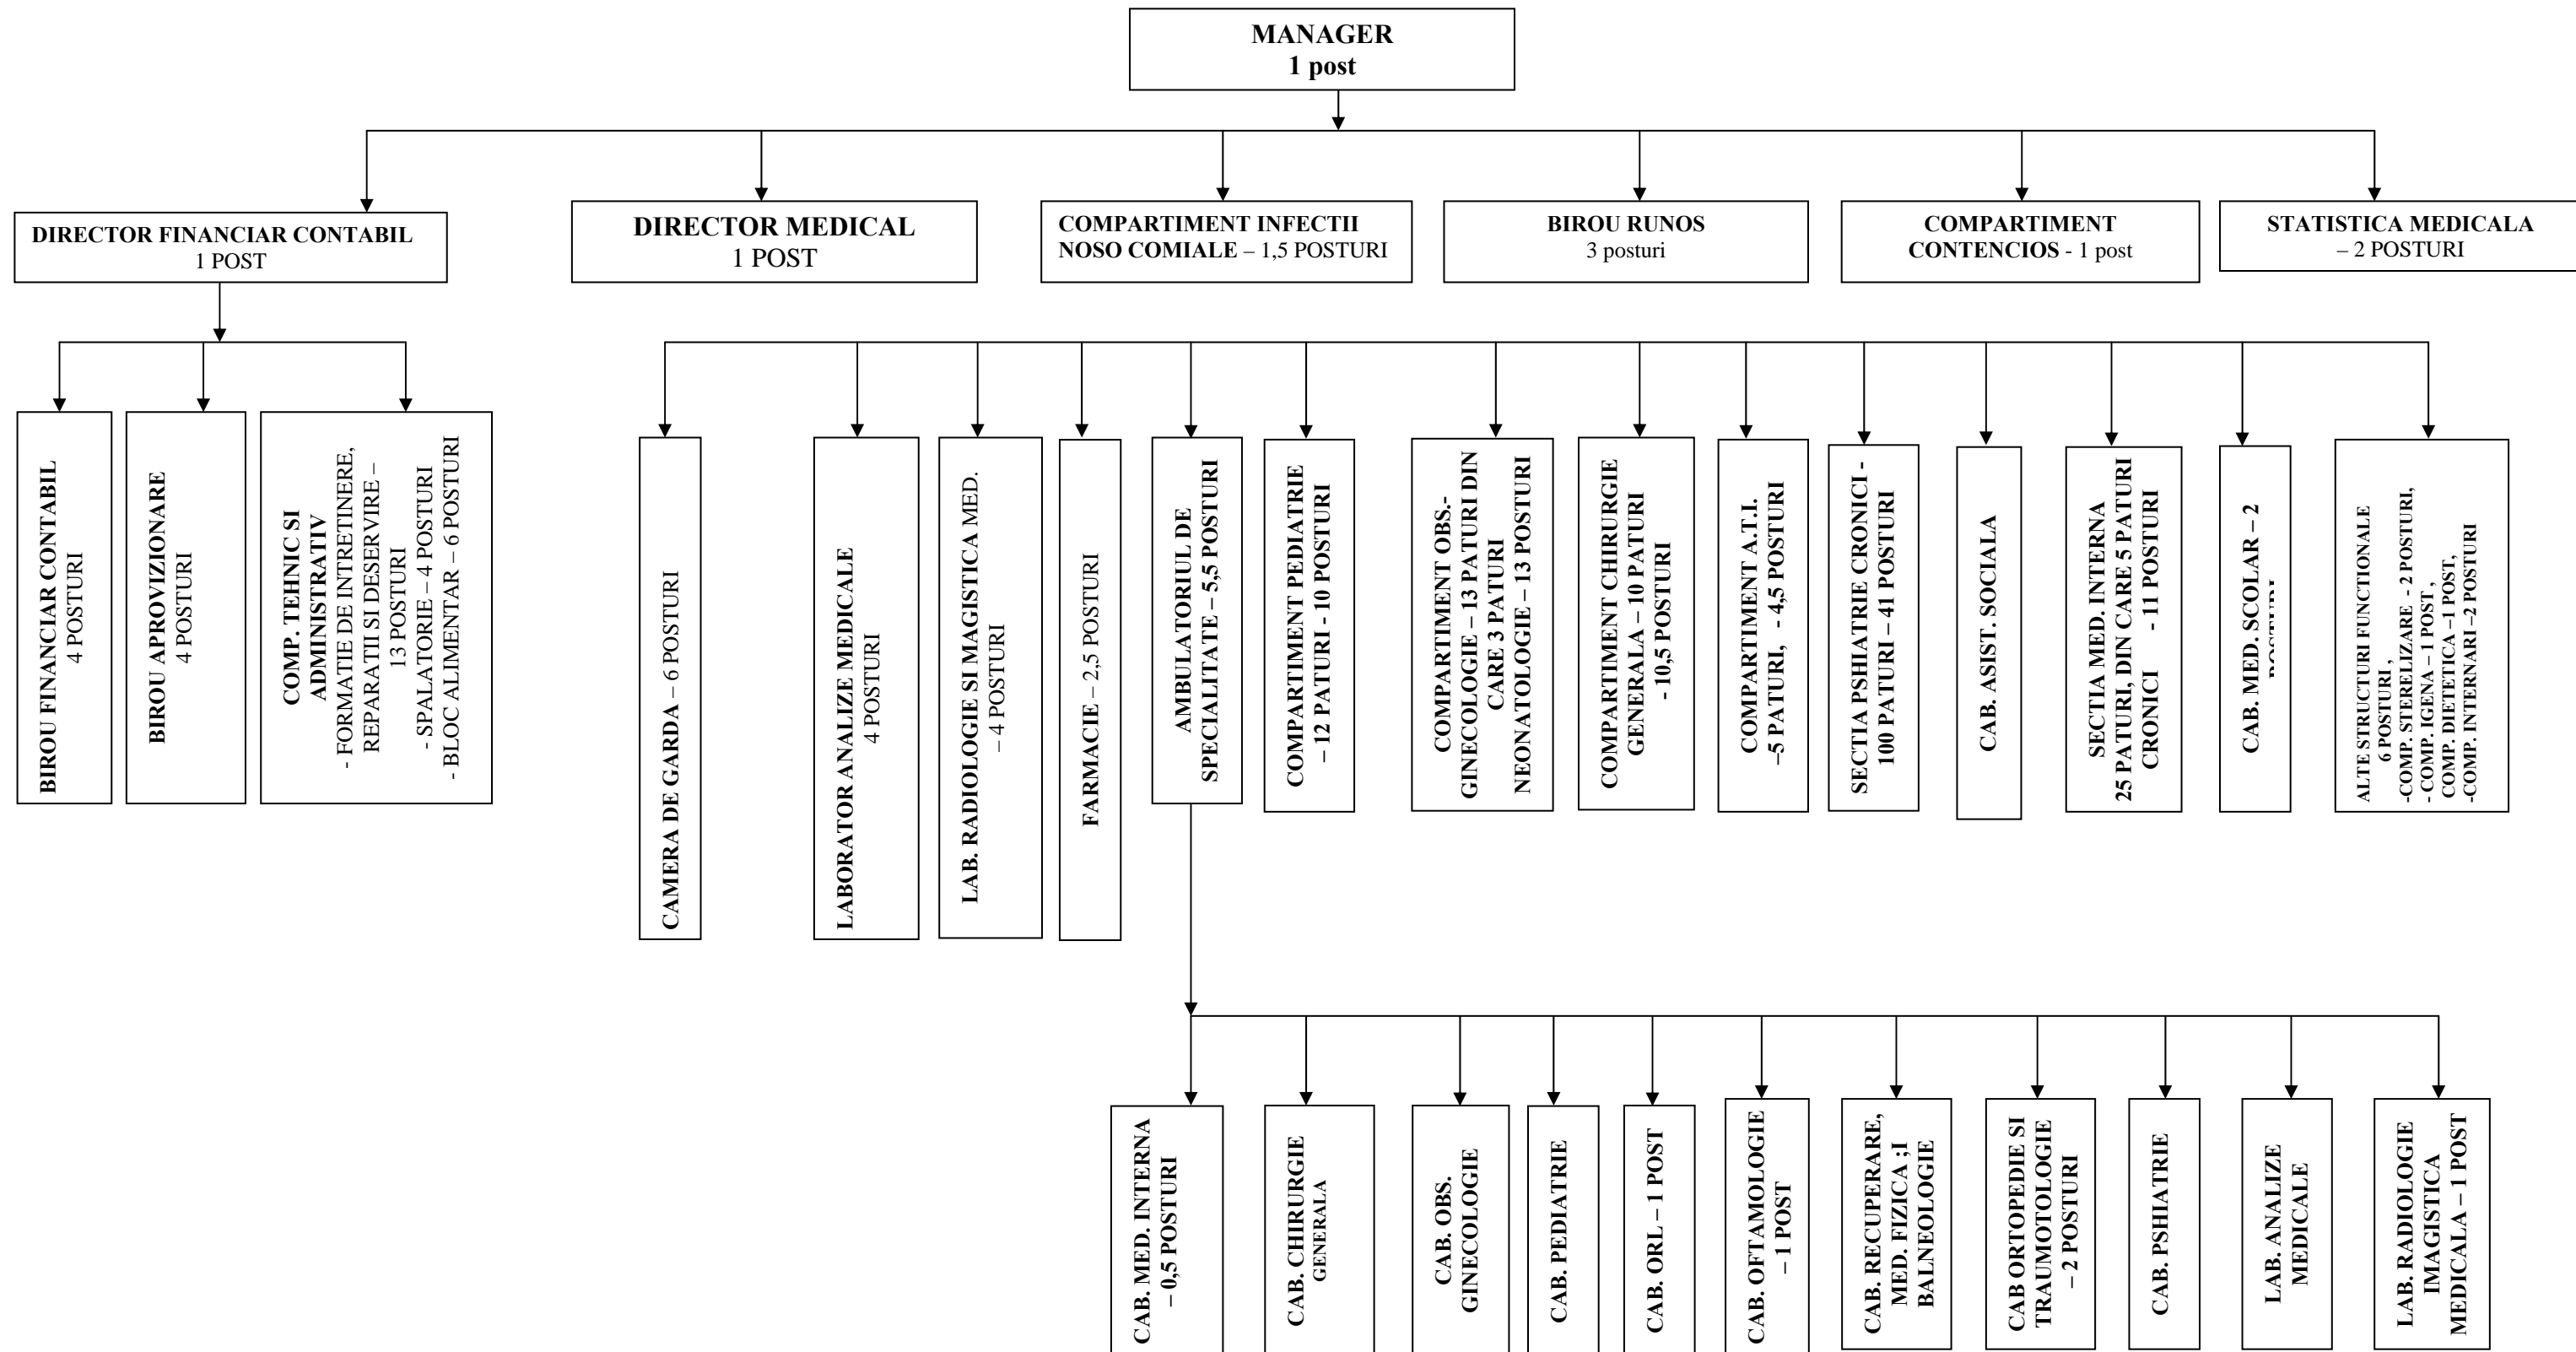 MANAGER
1 post
DIRECTOR FINANCIAR CONTABIL
1 POST
DIRECTOR MEDICAL
1 POST
COMPARTIMENT INFECTII
NOSO COMIALE – 1,5 POSTURI
BIROU RUNOS
3 posturi
COMPARTIMENT
CONTENCIOS - 1 post
STATISTICA MEDICALA
– 2 POSTURI
BIROU FINANCIAR CONTABIL
4 POSTURI
BIROU APROVIZIONARE
4 POSTURI
COMP. TEHNIC SI
ADMINISTRATIV
- FORMATIE DE INTRETINERE,
REPARATII SI DESERVIRE –
13 POSTURI
- SPALATORIE – 4 POSTURI
- BLOC ALIMENTAR – 6 POSTURI
CAMERA DE GARDA – 6 POSTURI
LABORATOR ANALIZE MEDICALE
4 POSTURI
LAB. RADIOLOGIE SI MAGISTICA MED.
– 4 POSTURI
FARMACIE – 2,5 POSTURI
AMBULATORIUL DE
SPECIALITATE – 5,5 POSTURI
COMPARTIMENT PEDIATRIE
– 12 PATURI - 10 POSTURI
COMPARTIMENT OBS.-
GINECOLOGIE – 13 PATURI DIN
CARE 3 PATURI
NEONATOLOGIE – 13 POSTURI
COMPARTIMENT CHIRURGIE
GENERALA – 10 PATURI
- 10,5 POSTURI
COMPARTIMENT A.T.I.
–5 PATURI, - 4,5 POSTURI
SECTIA PSHIATRIE CRONICI -
100 PATURI – 41 POSTURI
CAB. ASIST. SOCIALA
SECTIA MED. INTERNA
25 PATURI, DIN CARE 5 PATURI
CRONICI - 11 POSTURI
CAB. MED. SCOLAR – 2
POSTURI
ALTE STRUCTURI FUNCTIONALE
6 POSTURI ,
-COMP. STERELIZARE - 2 POSTURI,
- COMP. IGENA – 1 POST ,
COMP. DIETETICA –1 POST,
-COMP. INTERNARI –2 POSTURI
CAB. MED. INTERNA
– 0,5 POSTURI
CAB. CHIRURGIE
GENERALA
CAB. OBS.
GINECOLOGIE
CAB. PEDIATRIE
CAB. ORL – 1 POST
CAB. OFTAMOLOGIE
– 1 POST
CAB. RECUPERARE,
MED. FIZICA ;I
BALNEOLOGIE
CAB ORTOPEDIE SI
TRAUMOTOLOGIE
– 2 POSTURI
CAB. PSHIATRIE
LAB. ANALIZE
MEDICALE
LAB. RADIOLOGIE
IMAGISTICA
MEDICALA – 1 POST